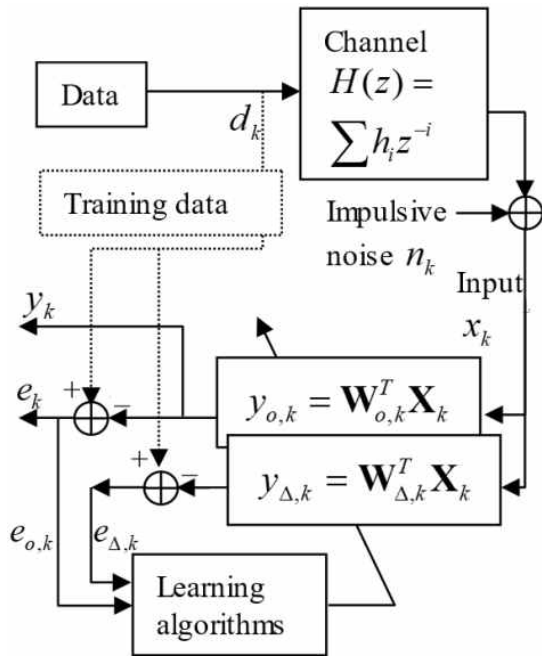 Data
d_k
Channel
H(z) =
∑ h_i z^{-i}
Training data
Impulsive
noise n_k
Input
x_k
y_k
e_k
+
−
y_{o,k} = W_{o,k}^T X_k
+
−
y_{Δ,k} = W_{Δ,k}^T X_k
e_{o,k}
e_{Δ,k}
Learning
algorithms